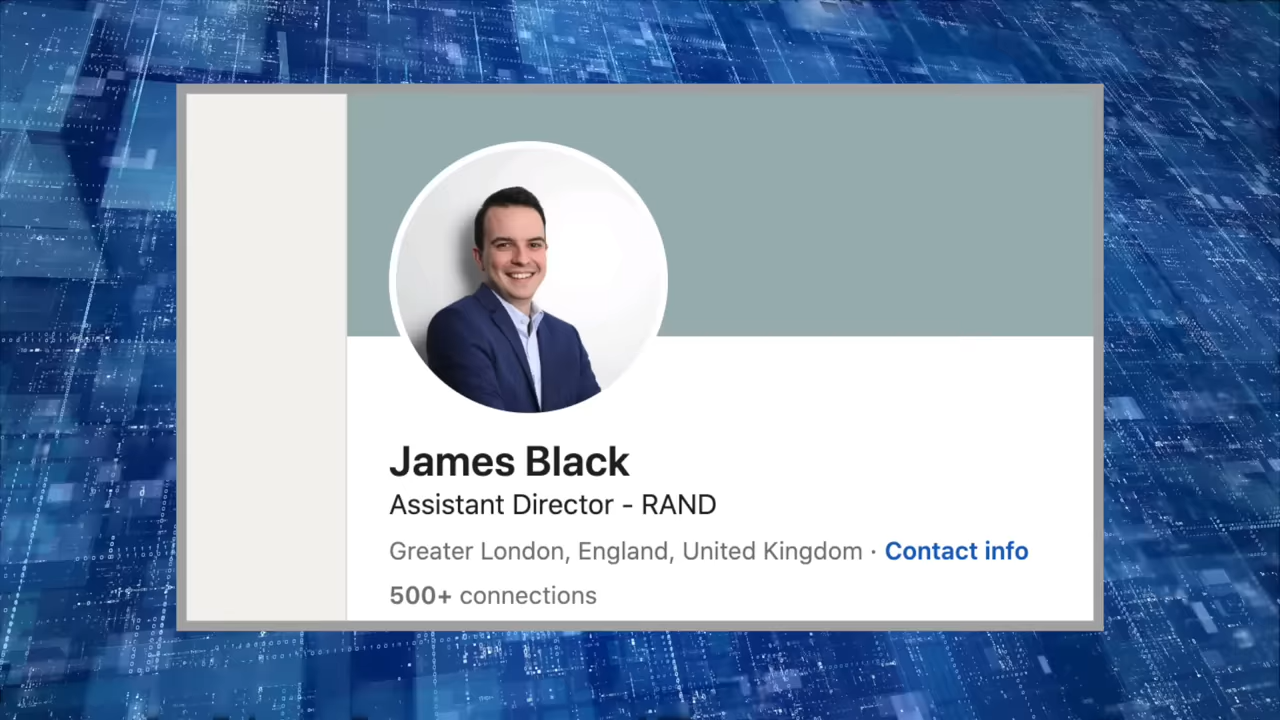 James Black
Assistant Director - RAND
Greater London, England, United Kingdom · Contact info
500+ connections